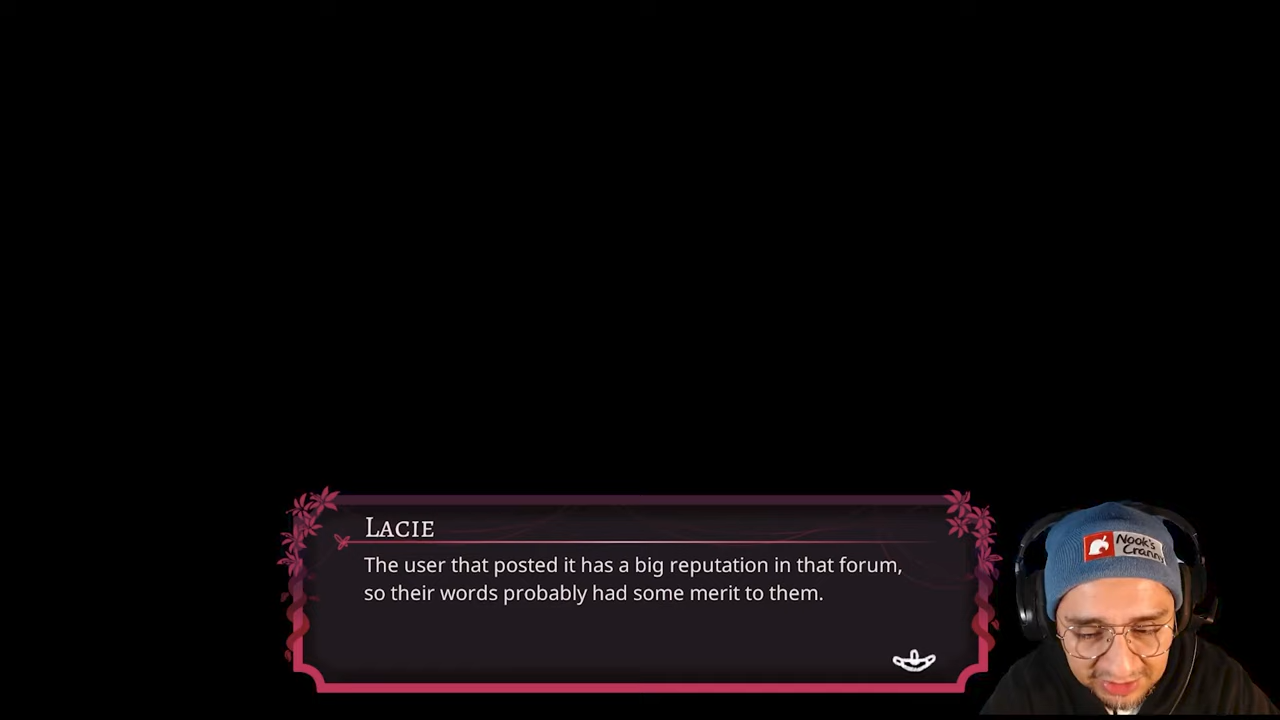 Lacie
The user that posted it has a big reputation in that forum,
so their words probably had some merit to them.
Nook's